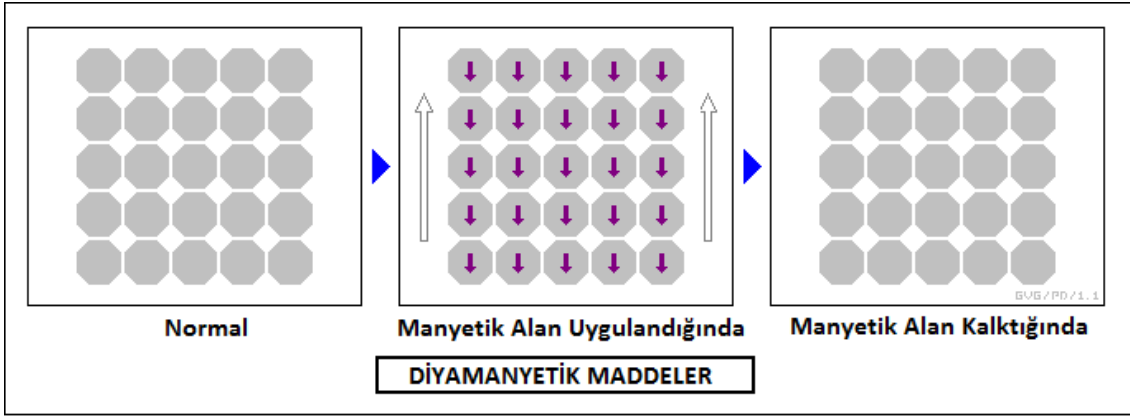 GVG/PD/1.1
Normal
Manyetik Alan Uygulandığında
Manyetik Alan Kalktığında
DİYAMANYETİK MADDELER